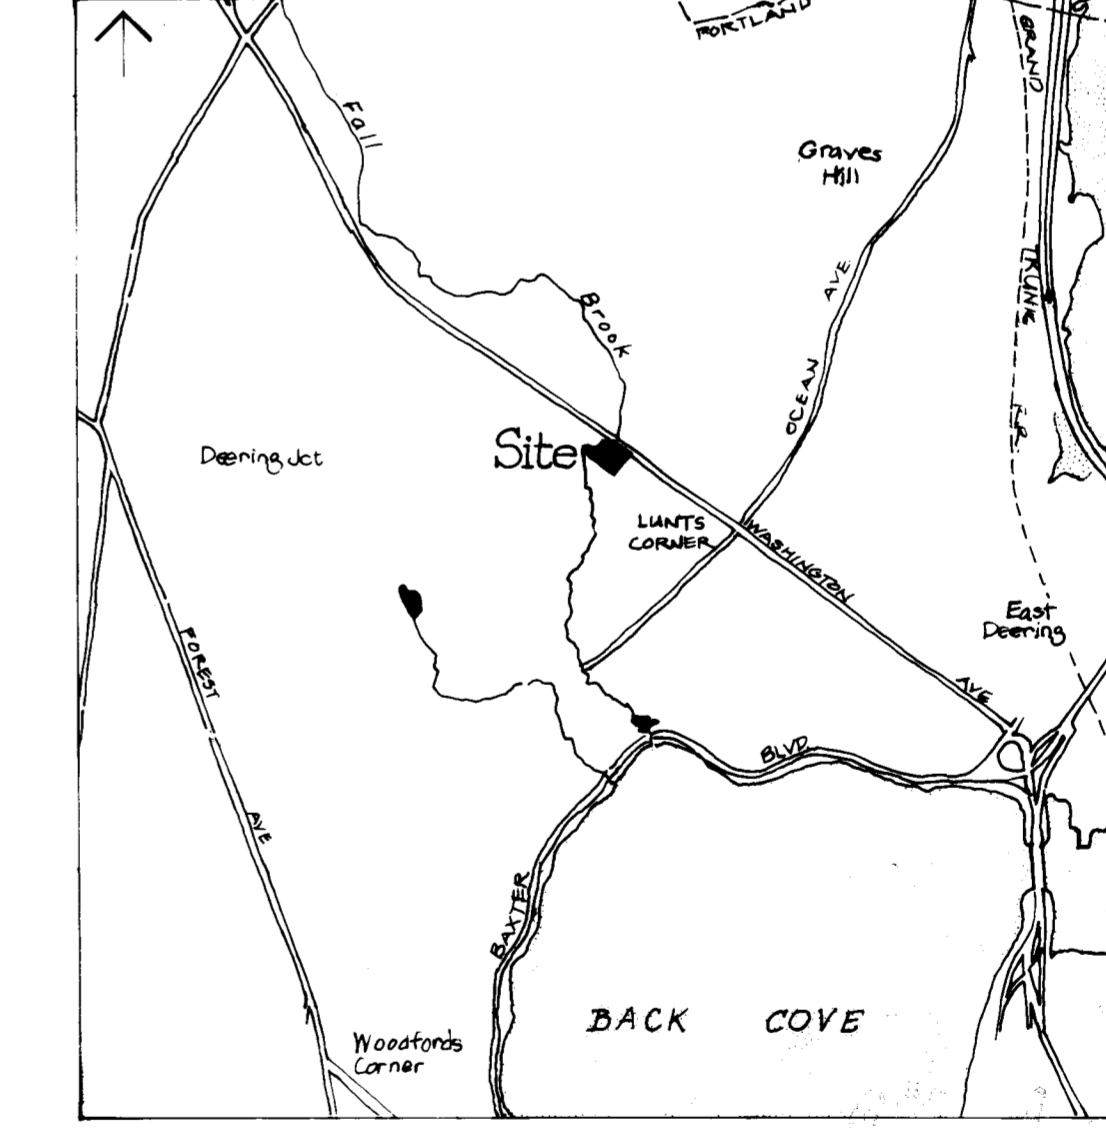 PORTLAND
GRAND
Fall
Graves
Hill
AVE
TRUNK
Brook
OCEAN
R.R.
Site
Deering Jct
LUNTS
CORNER
WASHINGTON
East
Deering
FOREST
AVE
BLVD
AVE
BAXTER
BACK COVE
Woodfords
Corner